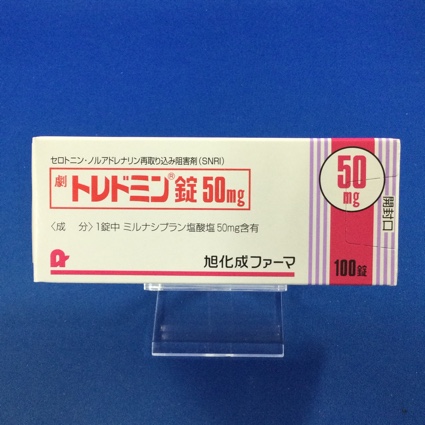 セロトニン・ノルアドレナリン再取り込み阻害剤(SNRI)
劇 トレドミン®錠50mg
〈成 分〉1錠中 ミルナシプラン塩酸塩50mg含有
旭化成ファーマ
50
mg
開封口
100錠